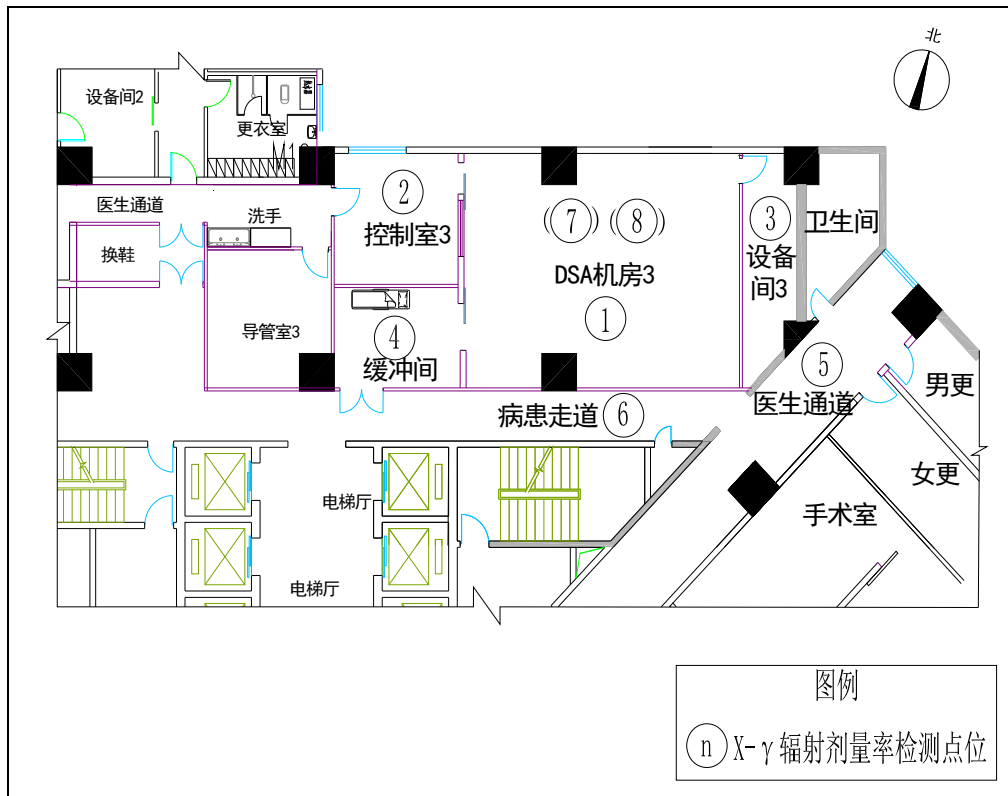 北
设备间2
更衣室
医生通道
洗手
②
③
控制室3
(⑦) (⑧)
卫生间
换鞋
DSA机房3
设备
间3
导管室3
④
①
缓冲间
⑤
医生通道
男更
病患走道
⑥
女更
电梯厅
手术室
电梯厅
图例
ⓝ X-γ辐射剂量率检测点位